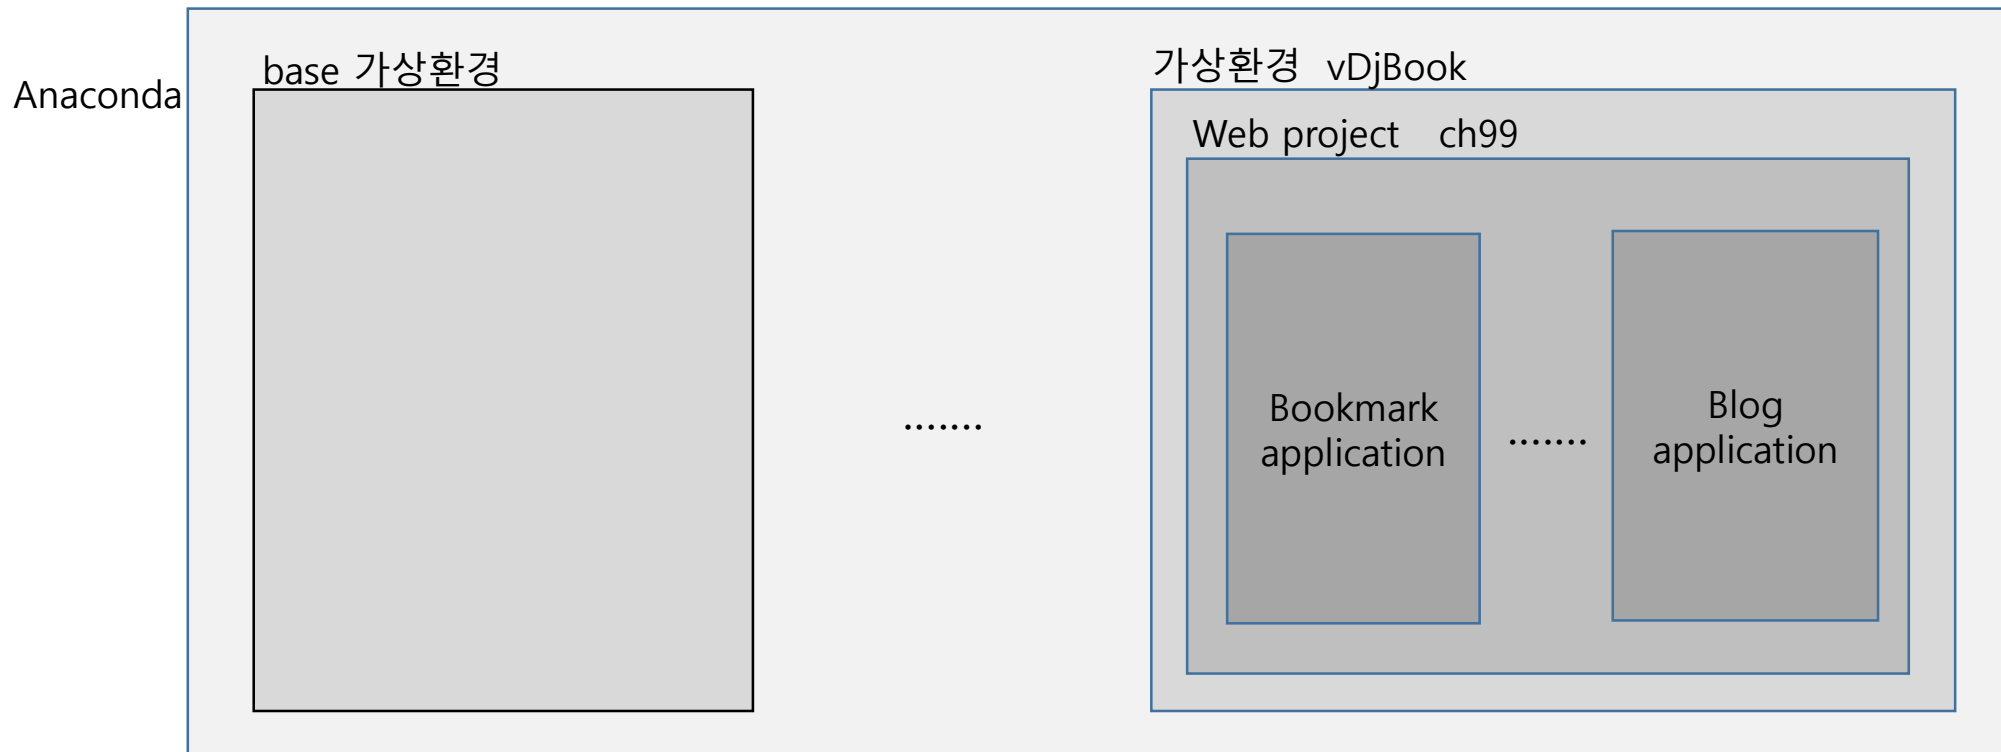 Anaconda
base 가상환경
가상환경 vDjBook
Web project ch99
.......
Bookmark
application
.......
Blog
application